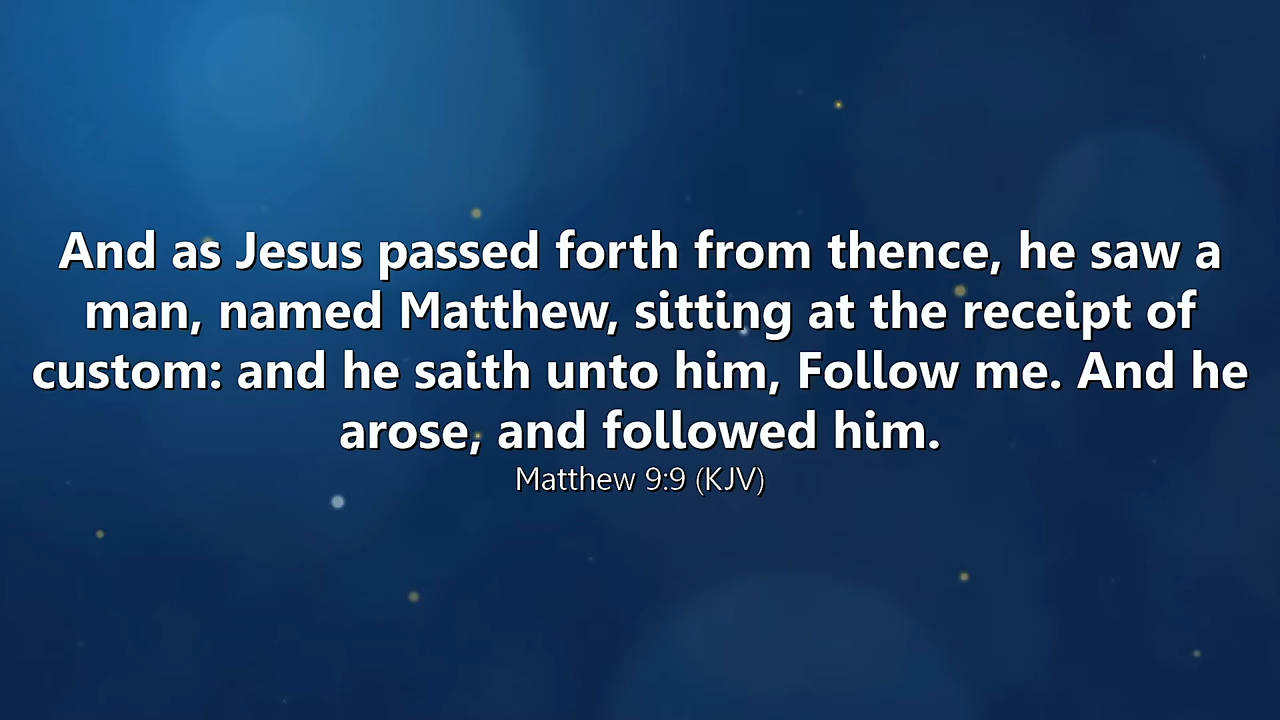 And as Jesus passed forth from thence, he saw a
man, named Matthew, sitting at the receipt of
custom: and he saith unto him, Follow me. And he
arose, and followed him.
Matthew 9:9 (KJV)